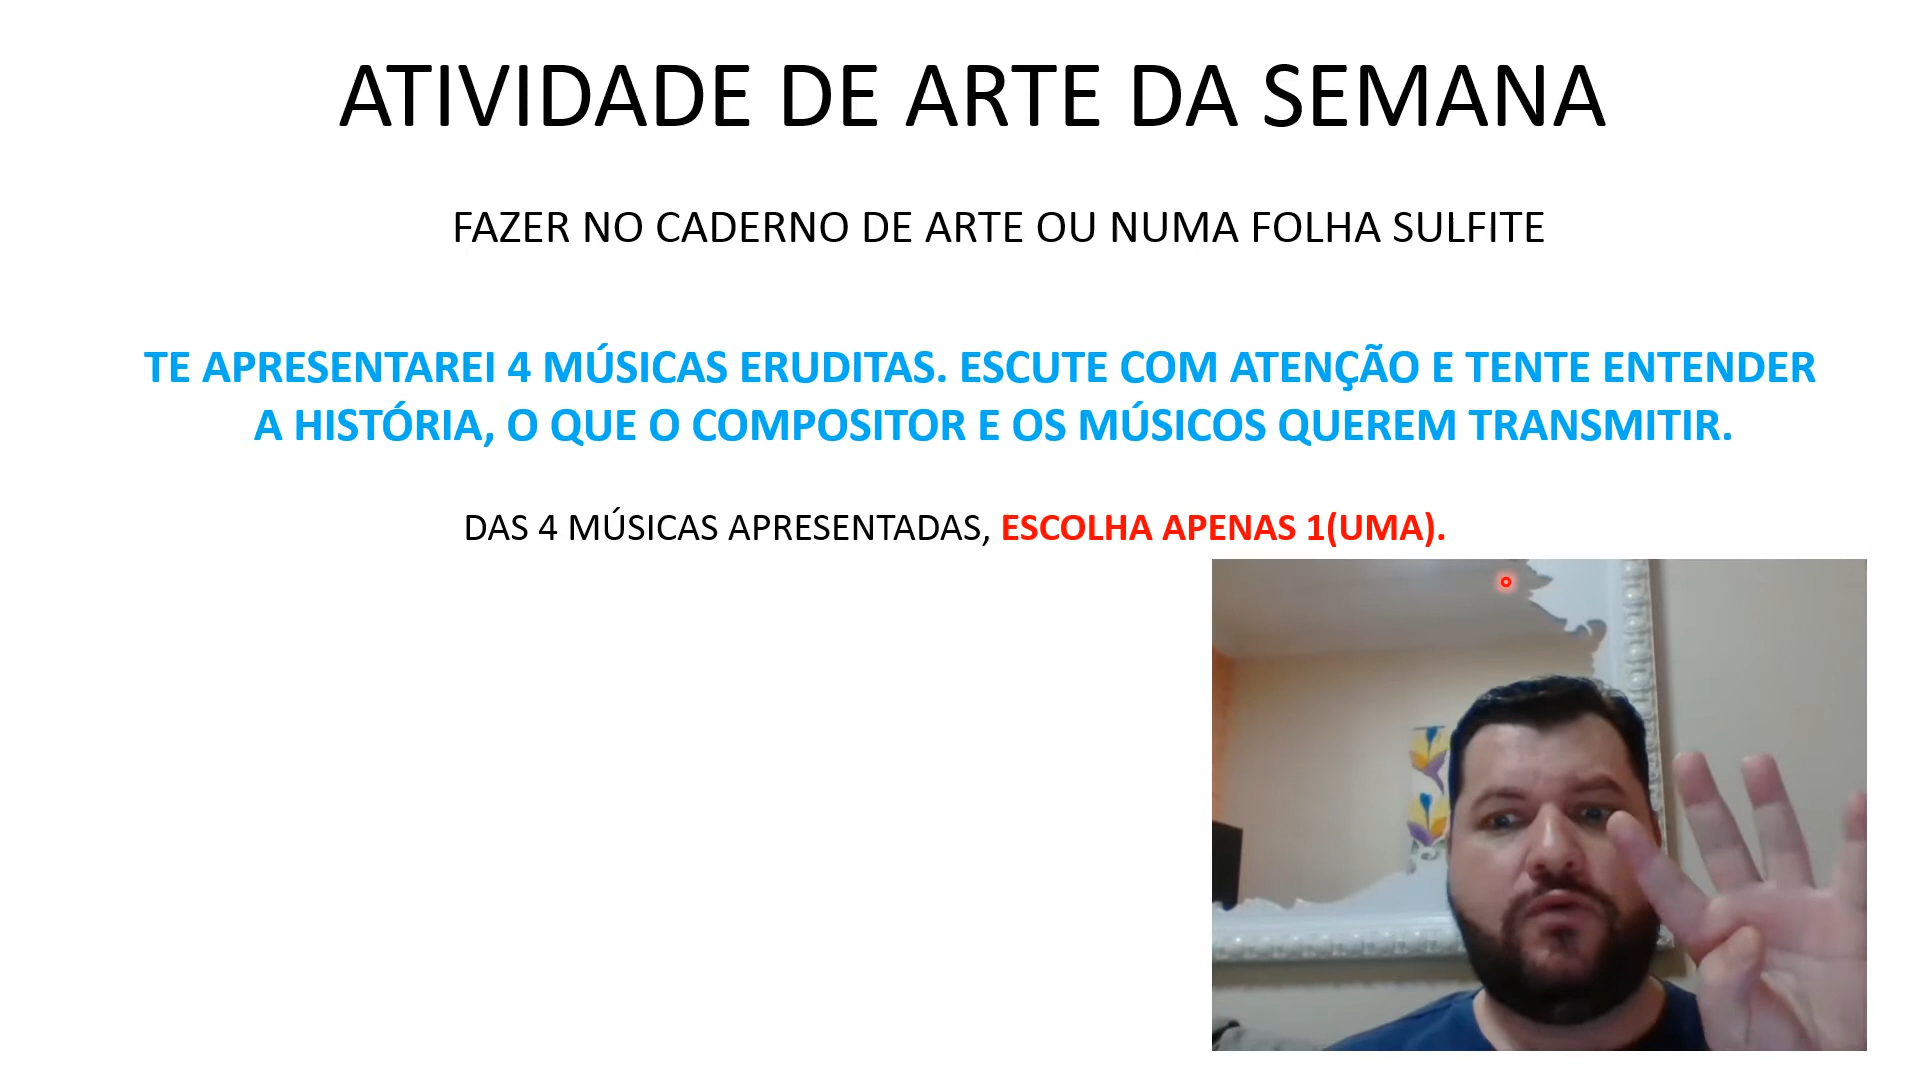 ATIVIDADE DE ARTE DA SEMANA
FAZER NO CADERNO DE ARTE OU NUMA FOLHA SULFITE
TE APRESENTAREI 4 MÚSICAS ERUDITAS. ESCUTE COM ATENÇÃO E TENTE ENTENDER
A HISTÓRIA, O QUE O COMPOSITOR E OS MÚSICOS QUEREM TRANSMITIR.
DAS 4 MÚSICAS APRESENTADAS, ESCOLHA APENAS 1(UMA).